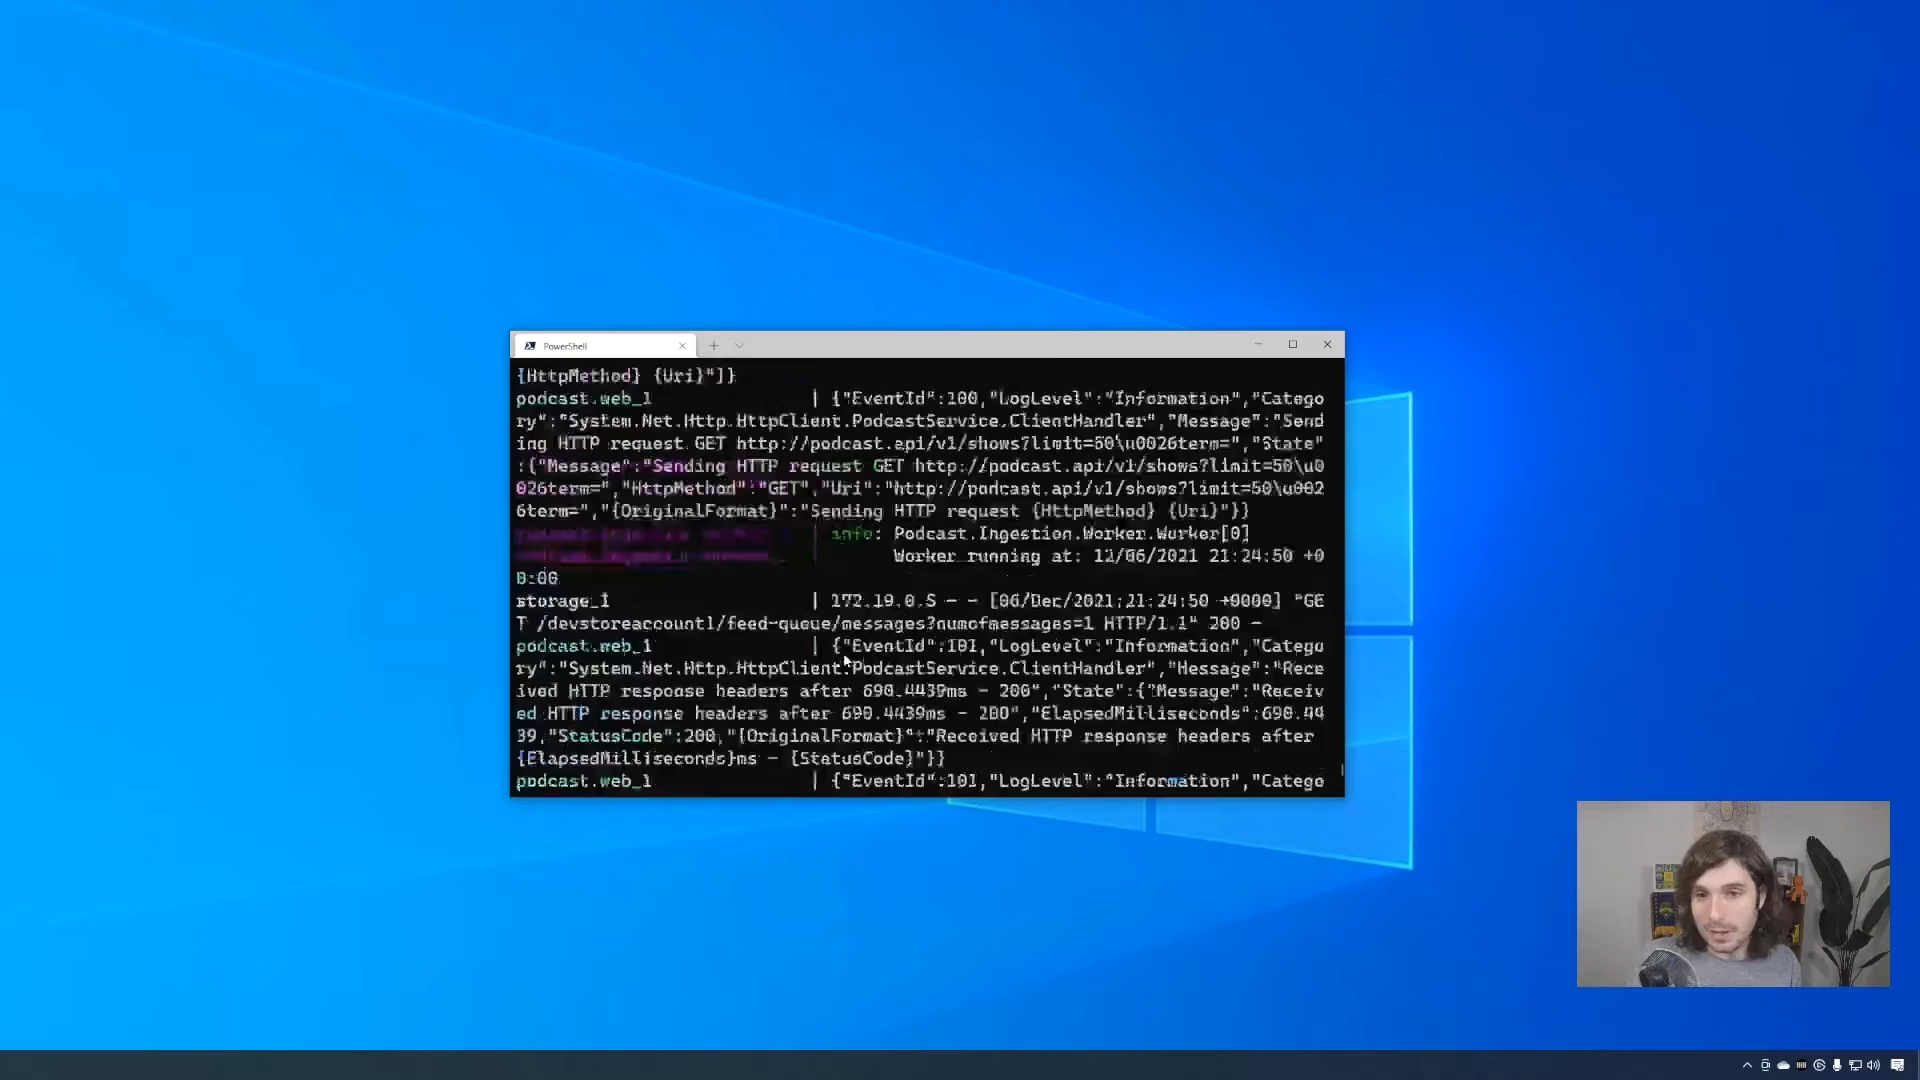 PowerShell
{HttpMethod} {Uri}"]}
podcast.web_1 | {"EventId":100,"LogLevel":"Information","Catego
ry":"System.Net.Http.HttpClient.PodcastService.ClientHandler","Message":"Send
ing HTTP request GET http://podcast.api/v1/shows?limit=50\u0026term=","State"
:{"Message":"Sending HTTP request GET http://podcast.api/v1/shows?limit=50\u0
026term=","HttpMethod":"GET","Uri":"http://podcast.api/v1/shows?limit=50\u002
6term=","{OriginalFormat}":"Sending HTTP request {HttpMethod} {Uri}"}}
| info: Podcast.Ingestion.Worker.Worker[0]
Worker running at: 12/06/2021 21:24:50 +0
0:00
storage_1 | 172.19.0.5 - - [06/Dec/2021:21:24:50 +0000] "GE
T /devstoreaccount1/feed-queue/messages?numofmessages=1 HTTP/1.1" 200 -
podcast.web_1 | {"EventId":101,"LogLevel":"Information","Catego
ry":"System.Net.Http.HttpClient.PodcastService.ClientHandler","Message":"Rece
ived HTTP response headers after 690.4439ms - 200","State":{"Message":"Receiv
ed HTTP response headers after 690.4439ms - 200","ElapsedMilliseconds":690.44
39,"StatusCode":200,"{OriginalFormat}":"Received HTTP response headers after
{ElapsedMilliseconds}ms - {StatusCode}"}}
podcast.web_1 | {"EventId":101,"LogLevel":"Information","Catego